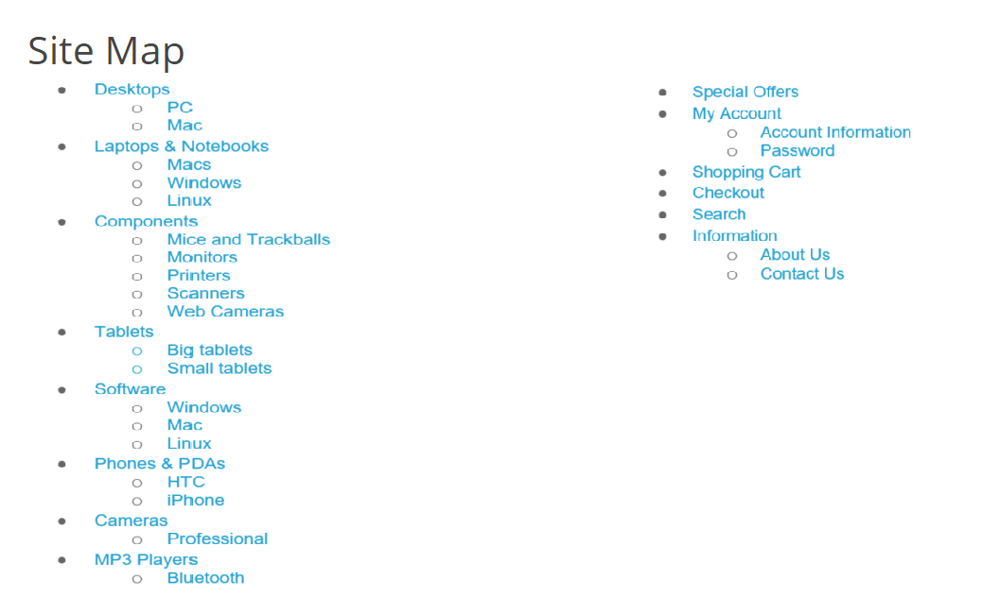 Site Map
Desktops
PC
Mac
Laptops & Notebooks
Macs
Windows
Linux
Components
Mice and Trackballs
Monitors
Printers
Scanners
Web Cameras
Tablets
Big tablets
Small tablets
Software
Windows
Mac
Linux
Phones & PDAs
HTC
iPhone
Cameras
Professional
MP3 Players
Bluetooth
Special Offers
My Account
Account Information
Password
Shopping Cart
Checkout
Search
Information
About Us
Contact Us